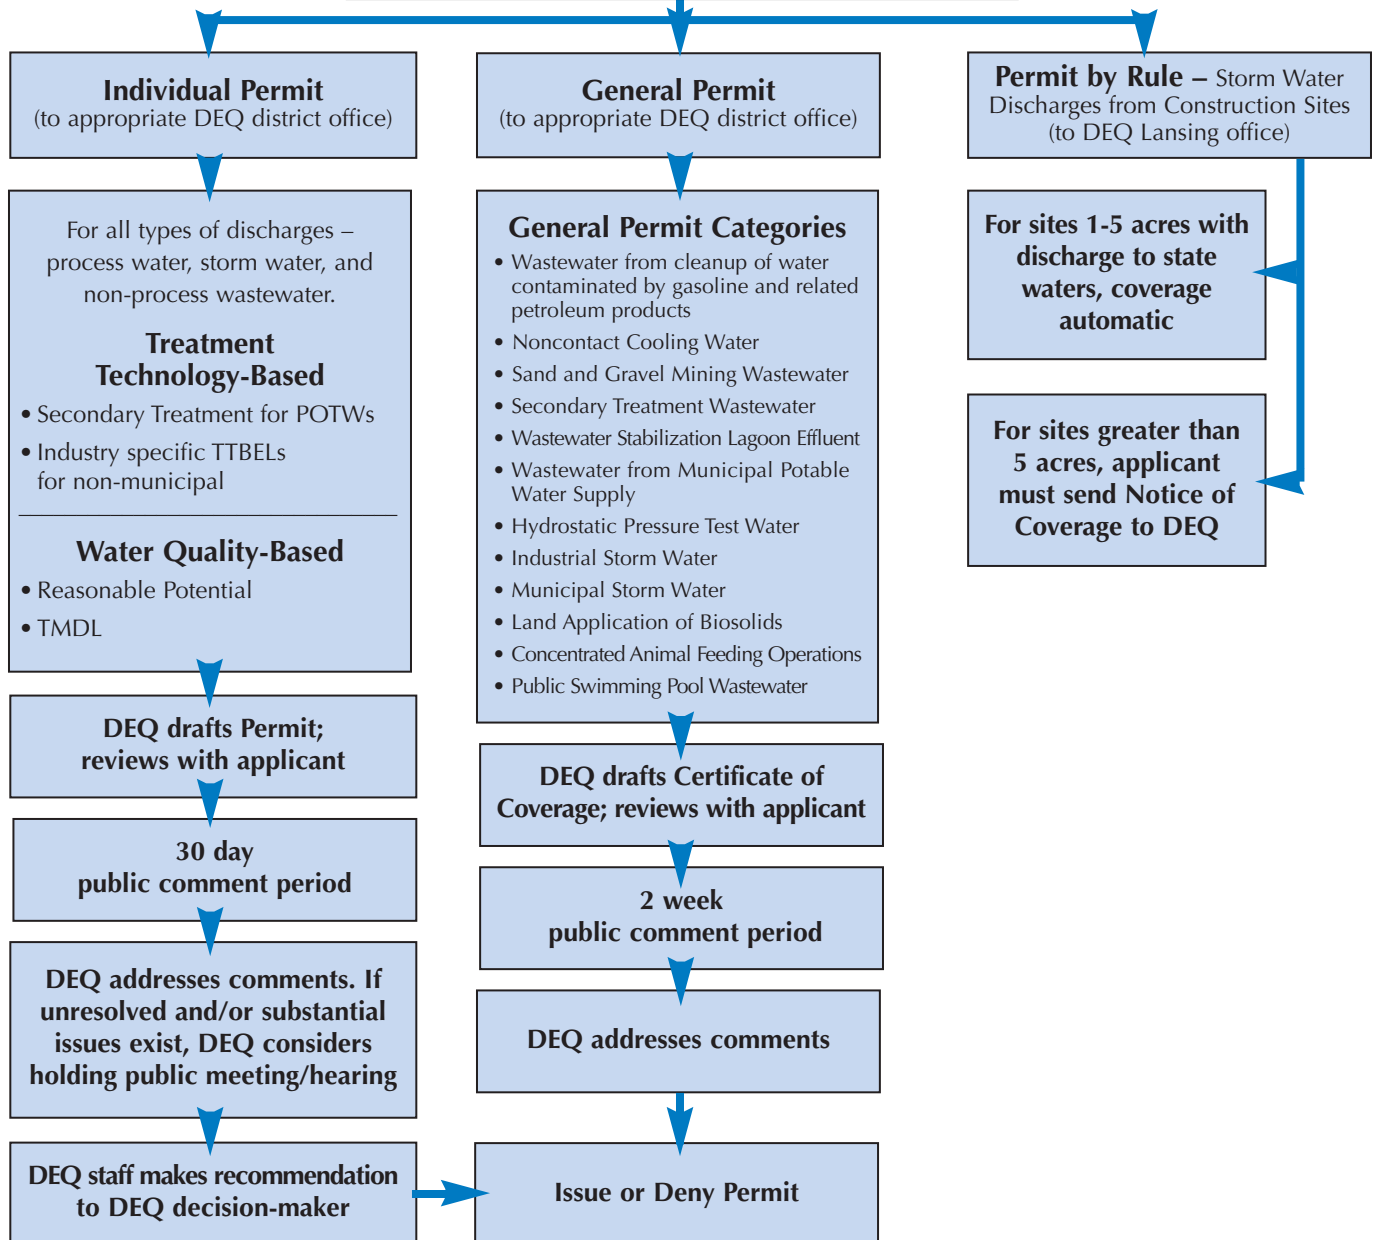 Individual Permit
(to appropriate DEQ district office)
For all types of discharges –
process water, storm water, and
non-process wastewater.
Treatment
Technology-Based
• Secondary Treatment for POTWs
• Industry specific TTBELs
for non-municipal
Water Quality-Based
• Reasonable Potential
• TMDL
DEQ drafts Permit;
reviews with applicant
30 day
public comment period
DEQ addresses comments. If
unresolved and/or substantial
issues exist, DEQ considers
holding public meeting/hearing
DEQ staff makes recommendation
to DEQ decision-maker
General Permit
(to appropriate DEQ district office)
General Permit Categories
• Wastewater from cleanup of water
contaminated by gasoline and related
petroleum products
• Noncontact Cooling Water
• Sand and Gravel Mining Wastewater
• Secondary Treatment Wastewater
• Wastewater Stabilization Lagoon Effluent
• Wastewater from Municipal Potable
Water Supply
• Hydrostatic Pressure Test Water
• Industrial Storm Water
• Municipal Storm Water
• Land Application of Biosolids
• Concentrated Animal Feeding Operations
• Public Swimming Pool Wastewater
DEQ drafts Certificate of
Coverage; reviews with applicant
2 week
public comment period
DEQ addresses comments
Issue or Deny Permit
Permit by Rule – Storm Water
Discharges from Construction Sites
(to DEQ Lansing office)
For sites 1-5 acres with
discharge to state
waters, coverage
automatic
For sites greater than
5 acres, applicant
must send Notice of
Coverage to DEQ